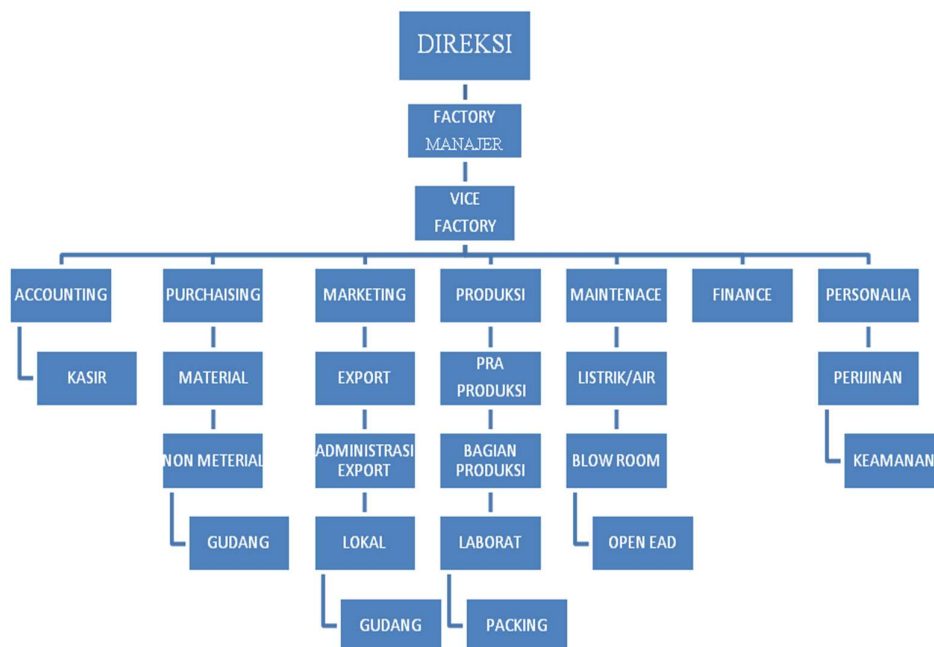 DIREKSI
FACTORY
MANAJER
VICE
FACTORY
ACCOUNTING
PURCHAISING
MARKETING
PRODUKSI
MAINTENACE
FINANCE
PERSONALIA
KASIR
MATERIAL
EXPORT
PRA
PRODUKSI
LISTRIK/AIR
PERIJINAN
NON METERIAL
ADMINISTRASI
EXPORT
BAGIAN
PRODUKSI
BLOW ROOM
KEAMANAN
GUDANG
LOKAL
LABORAT
OPEN EAD
GUDANG
PACKING